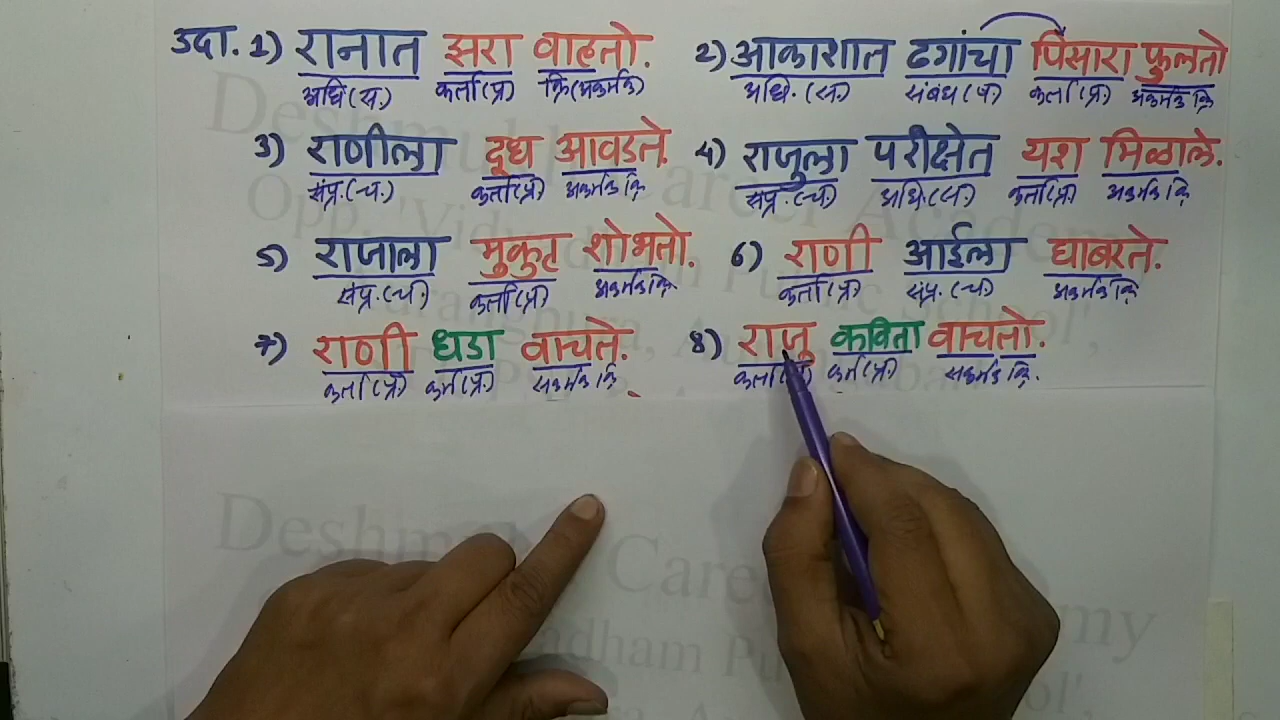 उदा. 1) रानात झरा वाहतो. 2) आकाशात ढगांचा पिसारा फुलतो
अधि(स.) कर्ता(प्र) क्रि(अकर्मक) अधि.(स.) संबंध(ष) कर्ता(प्र) अकर्मक क्रि
3) राणीला दूध आवडते. 4) राजुला परीक्षेत यश मिळाले.
संप्र.(च.) कर्ता(प्र) अकर्मक क्रि संप्र.(च) अधि.(स) कर्ता(प्र) अकर्मक क्रि
5) राजाला मुकुट शोभतो. 6) राणी आईला घाबरते.
संप्र.(च) कर्ता(प्र) अकर्मक क्रि कर्ता(प्र) संप्र.(च) अकर्मक क्रि
7) राणी धडा वाचते. 8) राजु कविता वाचतो.
कर्ता(प्र) कर्म(प्र.) सकर्मक क्रि कर्म(प्र.) सकर्मक क्रि.